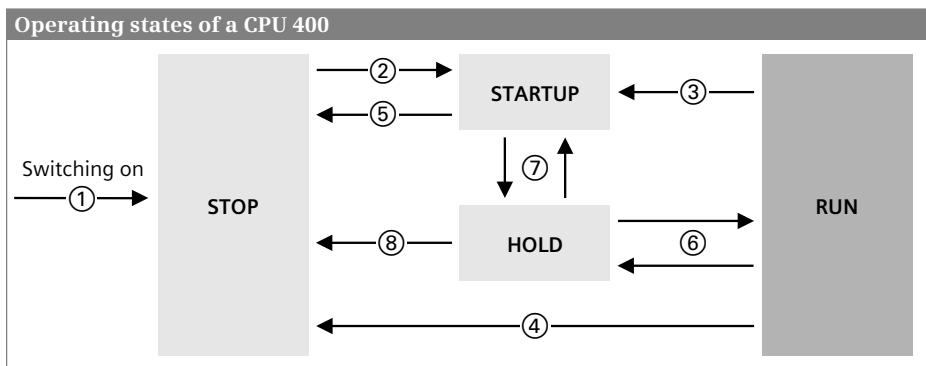 Operating states of a CPU 400
②
STARTUP
③
⑤
Switching on
①
⑦
STOP
RUN
HOLD
⑧
⑥
④